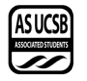 AS UCSB
ASSOCIATED STUDENTS